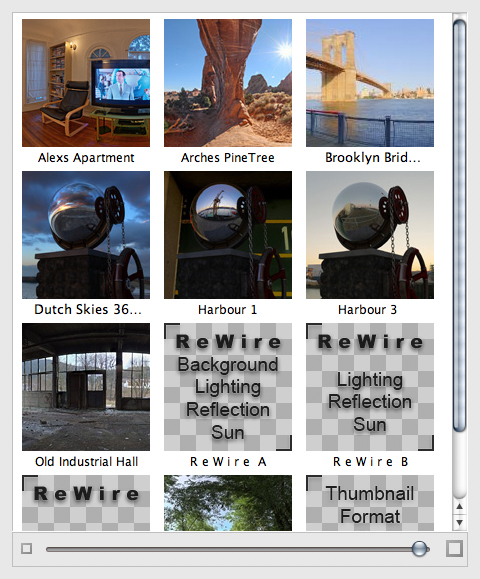 Alexs Apartment
Arches PineTree
Brooklyn Brid...
Dutch Skies 36...
Harbour 1
Harbour 3
ReWire
Background
Lighting
Reflection
Sun
ReWire
Lighting
Reflection
Sun
Old Industrial Hall
ReWire A
ReWire B
ReWire
Thumbnail
Format